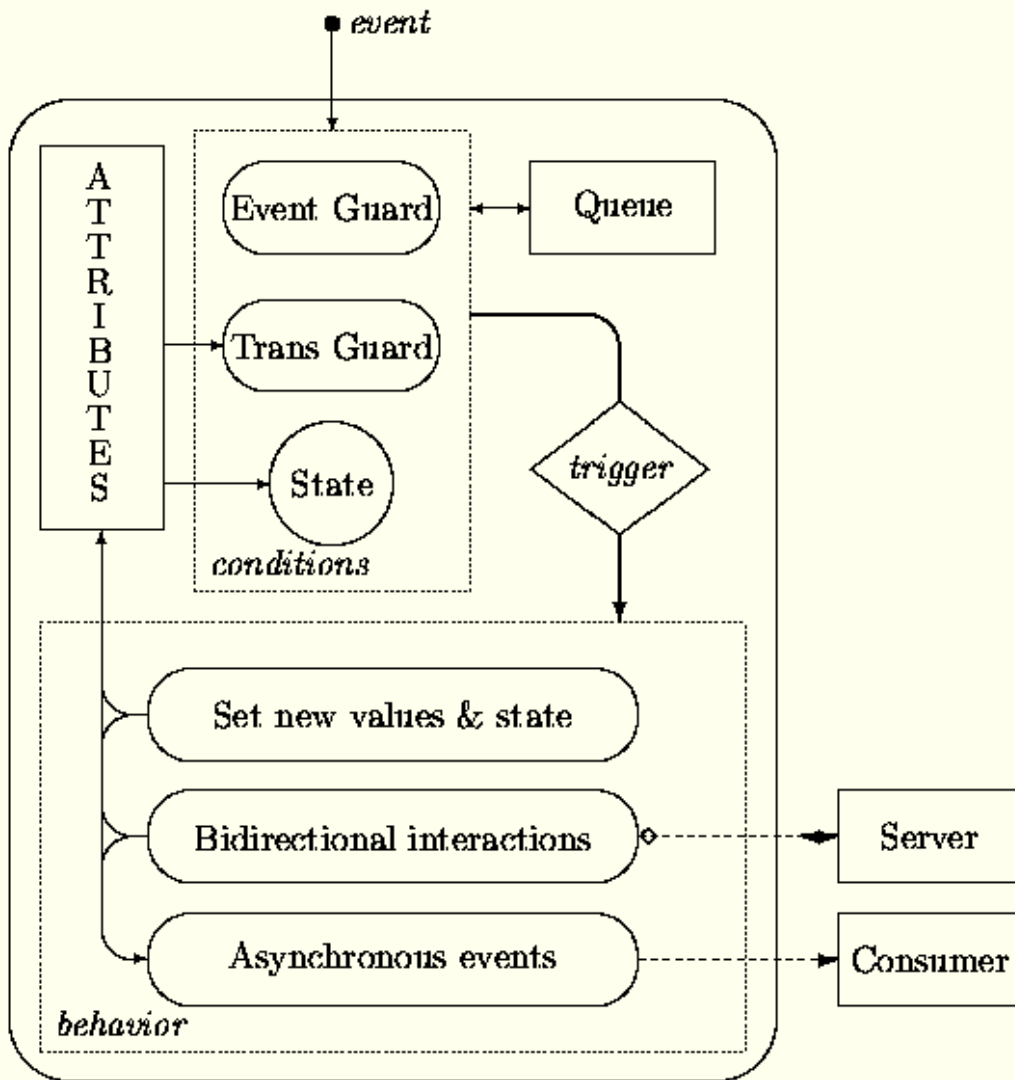 event
ATTRIBUTES
Event Guard
Queue
Trans Guard
trigger
State
conditions
Set new values & state
Bidirectional interactions
Server
Asynchronous events
Consumer
behavior